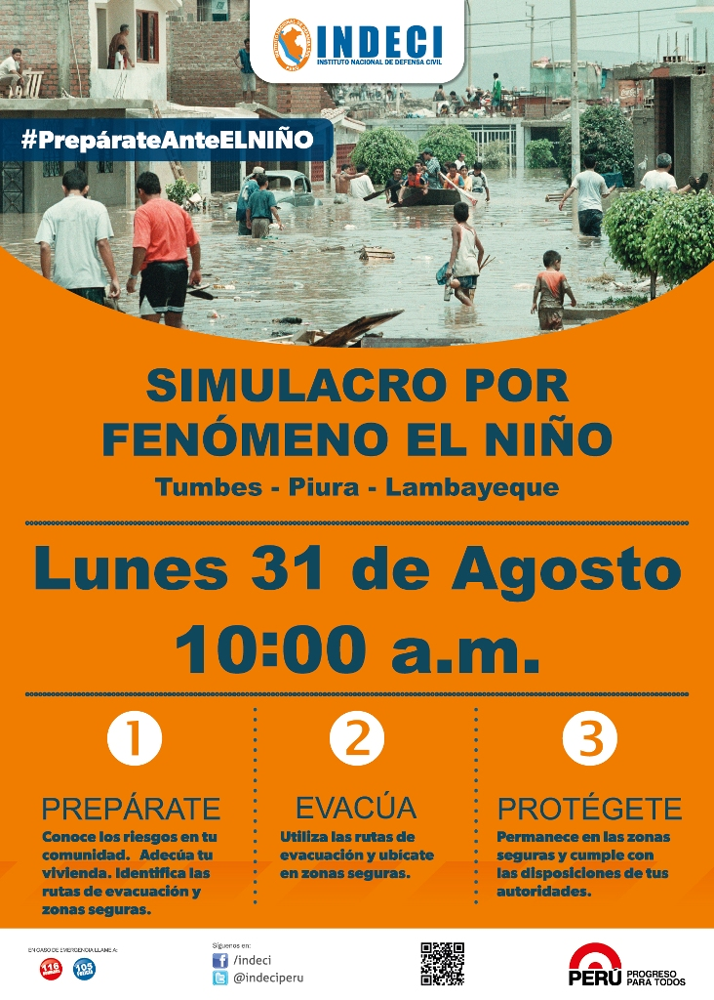 INDECI
INSTITUTO NACIONAL DE DEFENSA CIVIL
#PrepárateAnteELNIÑO
SIMULACRO POR
FENÓMENO EL NIÑO
Tumbes - Piura - Lambayeque
Lunes 31 de Agosto
10:00 a.m.
1
PREPÁRATE
Conoce los riesgos en tu
comunidad. Adecúa tu
vivienda. Identifica las
rutas de evacuación y
zonas seguras.
2
EVACÚA
Utiliza las rutas de
evacuación y ubícate
en zonas seguras.
3
PROTÉGETE
Permanece en las zonas
seguras y cumple con
las disposiciones de tus
autoridades.
EN CASO DE EMERGENCIA LLAME A:
116
BOMBEROS
105
POLICÍA
Síguenos en:
/indeci
@indeciperu
PERÚ PROGRESO
PARA TODOS